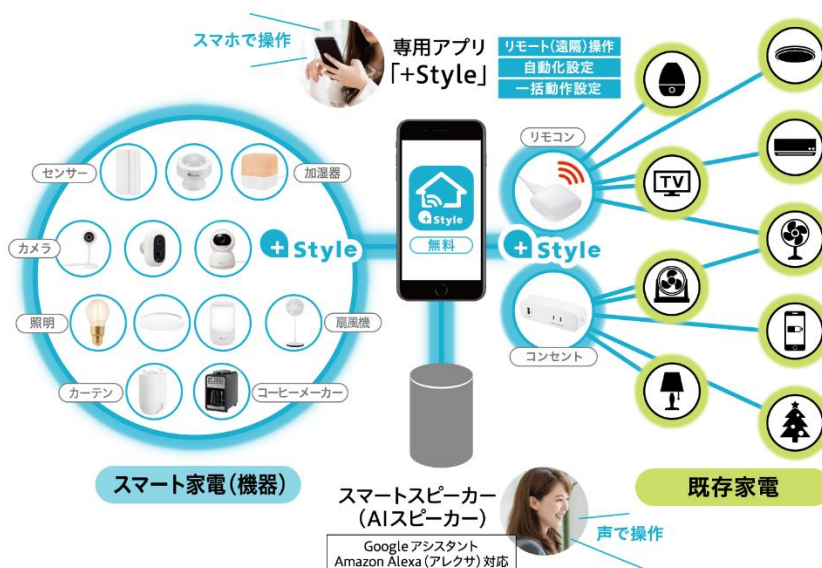 スマホで操作
専用アプリ
「+Style」
リモート(遠隔)操作
自動化設定
一括動作設定
センサー
加湿器
カメラ
照明
扇風機
カーテン
コーヒーメーカー
+Style
+Style
無料
+Style
リモコン
コンセント
TV
スマート家電(機器)
スマートスピーカー
(AIスピーカー)
Googleアシスタント
Amazon Alexa(アレクサ)対応
声で操作
既存家電